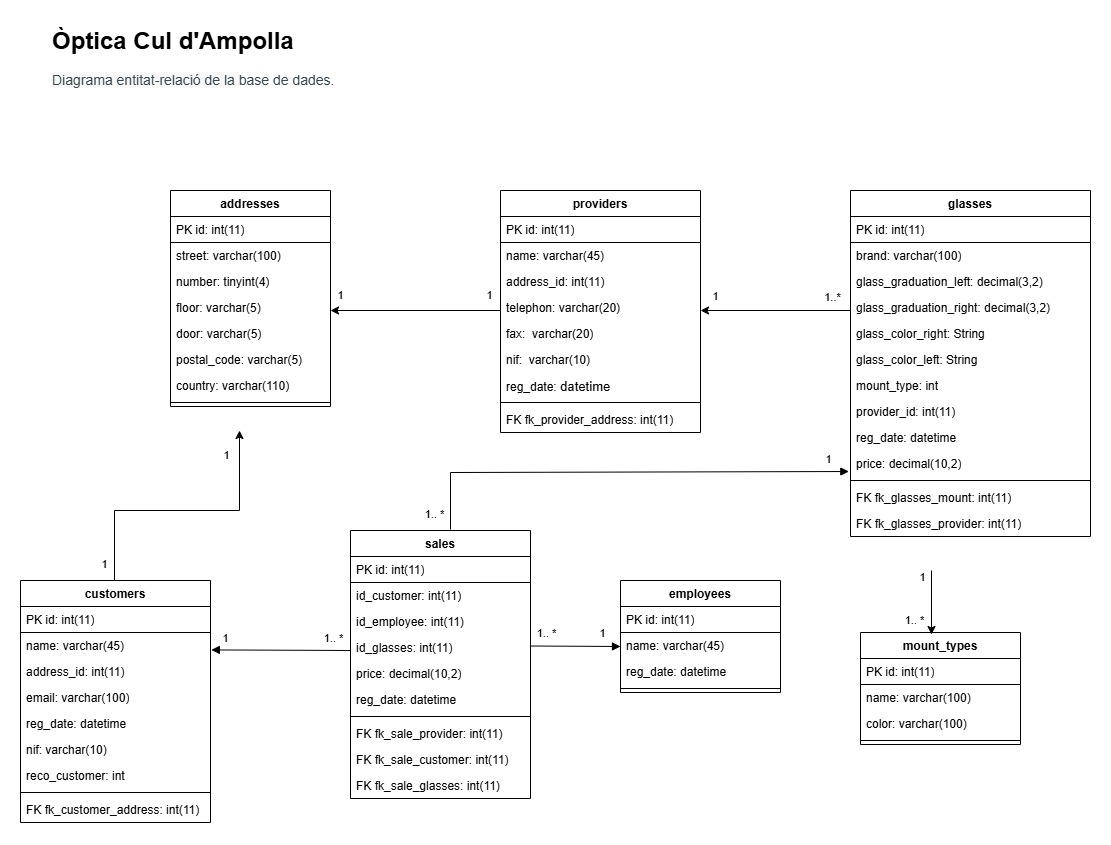 Òptica Cul d'Ampolla
Diagrama entitat-relació de la base de dades.
addresses
PK id: int(11)
street: varchar(100)
number: tinyint(4)
floor: varchar(5)
door: varchar(5)
postal_code: varchar(5)
country: varchar(110)
providers
PK id: int(11)
name: varchar(45)
address_id: int(11)
telephon: varchar(20)
fax:  varchar(20)
nif:  varchar(10)
reg_date: datetime
FK fk_provider_address: int(11)
glasses
PK id: int(11)
brand: varchar(100)
glass_graduation_left: decimal(3,2)
glass_graduation_right: decimal(3,2)
glass_color_right: String
glass_color_left: String
mount_type: int
provider_id: int(11)
reg_date: datetime
price: decimal(10,2)
FK fk_glasses_mount: int(11)
FK fk_glasses_provider: int(11)
1
1
1
1..*
1
1
1
1.. *
customers
PK id: int(11)
name: varchar(45)
address_id: int(11)
email: varchar(100)
reg_date: datetime
nif: varchar(10)
reco_customer: int
FK fk_customer_address: int(11)
1
1.. *
sales
PK id: int(11)
id_customer: int(11)
id_employee: int(11)
id_glasses: int(11)
price: decimal(10,2)
reg_date: datetime
FK fk_sale_provider: int(11)
FK fk_sale_customer: int(11)
FK fk_sale_glasses: int(11)
1.. *
1
employees
PK id: int(11)
name: varchar(45)
reg_date: datetime
1
1.. *
mount_types
PK id: int(11)
name: varchar(100)
color: varchar(100)